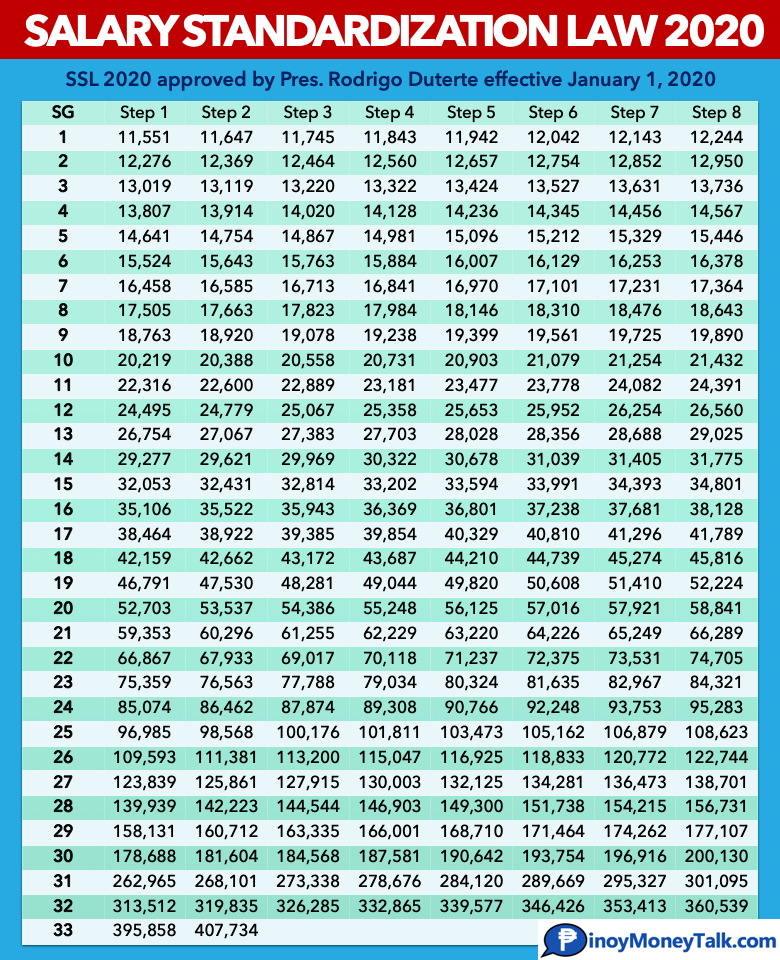 SALARY STANDARDIZATION LAW 2020
SSL 2020 approved by Pres. Rodrigo Duterte effective January 1, 2020
SG Step 1 Step 2 Step 3 Step 4 Step 5 Step 6 Step 7 Step 8
1 11,551 11,647 11,745 11,843 11,942 12,042 12,143 12,244
2 12,276 12,369 12,464 12,560 12,657 12,754 12,852 12,950
3 13,019 13,119 13,220 13,322 13,424 13,527 13,631 13,736
4 13,807 13,914 14,020 14,128 14,236 14,345 14,456 14,567
5 14,641 14,754 14,867 14,981 15,096 15,212 15,329 15,446
6 15,524 15,643 15,763 15,884 16,007 16,129 16,253 16,378
7 16,458 16,585 16,713 16,841 16,970 17,101 17,231 17,364
8 17,505 17,663 17,823 17,984 18,146 18,310 18,476 18,643
9 18,763 18,920 19,078 19,238 19,399 19,561 19,725 19,890
10 20,219 20,388 20,558 20,731 20,903 21,079 21,254 21,432
11 22,316 22,600 22,889 23,181 23,477 23,778 24,082 24,391
12 24,495 24,779 25,067 25,358 25,653 25,952 26,254 26,560
13 26,754 27,067 27,383 27,703 28,028 28,356 28,688 29,025
14 29,277 29,621 29,969 30,322 30,678 31,039 31,405 31,775
15 32,053 32,431 32,814 33,202 33,594 33,991 34,393 34,801
16 35,106 35,522 35,943 36,369 36,801 37,238 37,681 38,128
17 38,464 38,922 39,385 39,854 40,329 40,810 41,296 41,789
18 42,159 42,662 43,172 43,687 44,210 44,739 45,274 45,816
19 46,791 47,530 48,281 49,044 49,820 50,608 51,410 52,224
20 52,703 53,537 54,386 55,248 56,125 57,016 57,921 58,841
21 59,353 60,296 61,255 62,229 63,220 64,226 65,249 66,289
22 66,867 67,933 69,017 70,118 71,237 72,375 73,531 74,705
23 75,359 76,563 77,788 79,034 80,324 81,635 82,967 84,321
24 85,074 86,462 87,874 89,308 90,766 92,248 93,753 95,283
25 96,985 98,568 100,176 101,811 103,473 105,162 106,879 108,623
26 109,593 111,381 113,200 115,047 116,925 118,833 120,772 122,744
27 123,839 125,861 127,915 130,003 132,125 134,281 136,473 138,701
28 139,939 142,223 144,544 146,903 149,300 151,738 154,215 156,731
29 158,131 160,712 163,335 166,001 168,710 171,464 174,262 177,107
30 178,688 181,604 184,568 187,581 190,642 193,754 196,916 200,130
31 262,965 268,101 273,338 278,676 284,120 289,669 295,327 301,095
32 313,512 319,835 326,285 332,865 339,577 346,426 353,413 360,539
33 395,858 407,734
₱inoyMoneyTalk.com